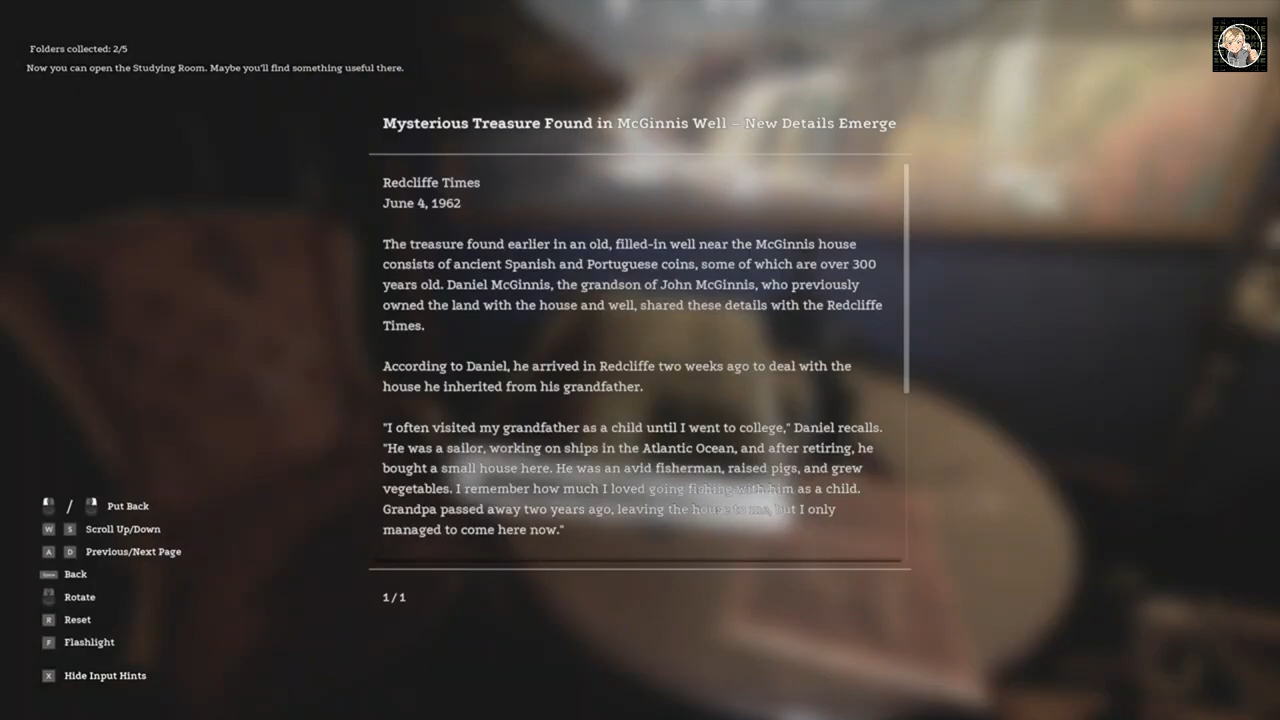 Folders collected: 2/5
Now you can open the Studying Room. Maybe you'll find something useful there.
Mysterious Treasure Found in McGinnis Well – New Details Emerge
Redcliffe Times
June 4, 1962
The treasure found earlier in an old, filled-in well near the McGinnis house
consists of ancient Spanish and Portuguese coins, some of which are over 300
years old. Daniel McGinnis, the grandson of John McGinnis, who previously
owned the land with the house and well, shared these details with the Redcliffe
Times.
According to Daniel, he arrived in Redcliffe two weeks ago to deal with the
house he inherited from his grandfather.
"I often visited my grandfather as a child until I went to college," Daniel recalls.
"He was a sailor, working on ships in the Atlantic Ocean, and after retiring, he
bought a small house here. He was an avid fisherman, raised pigs, and grew
vegetables. I remember how much I loved going fishing with him as a child.
Grandpa passed away two years ago, leaving the house to me, but I only
managed to come here now."
1 / 1
/ Put Back
W S Scroll Up/Down
A D Previous/Next Page
Space Back
Rotate
R Reset
F Flashlight
X Hide Input Hints